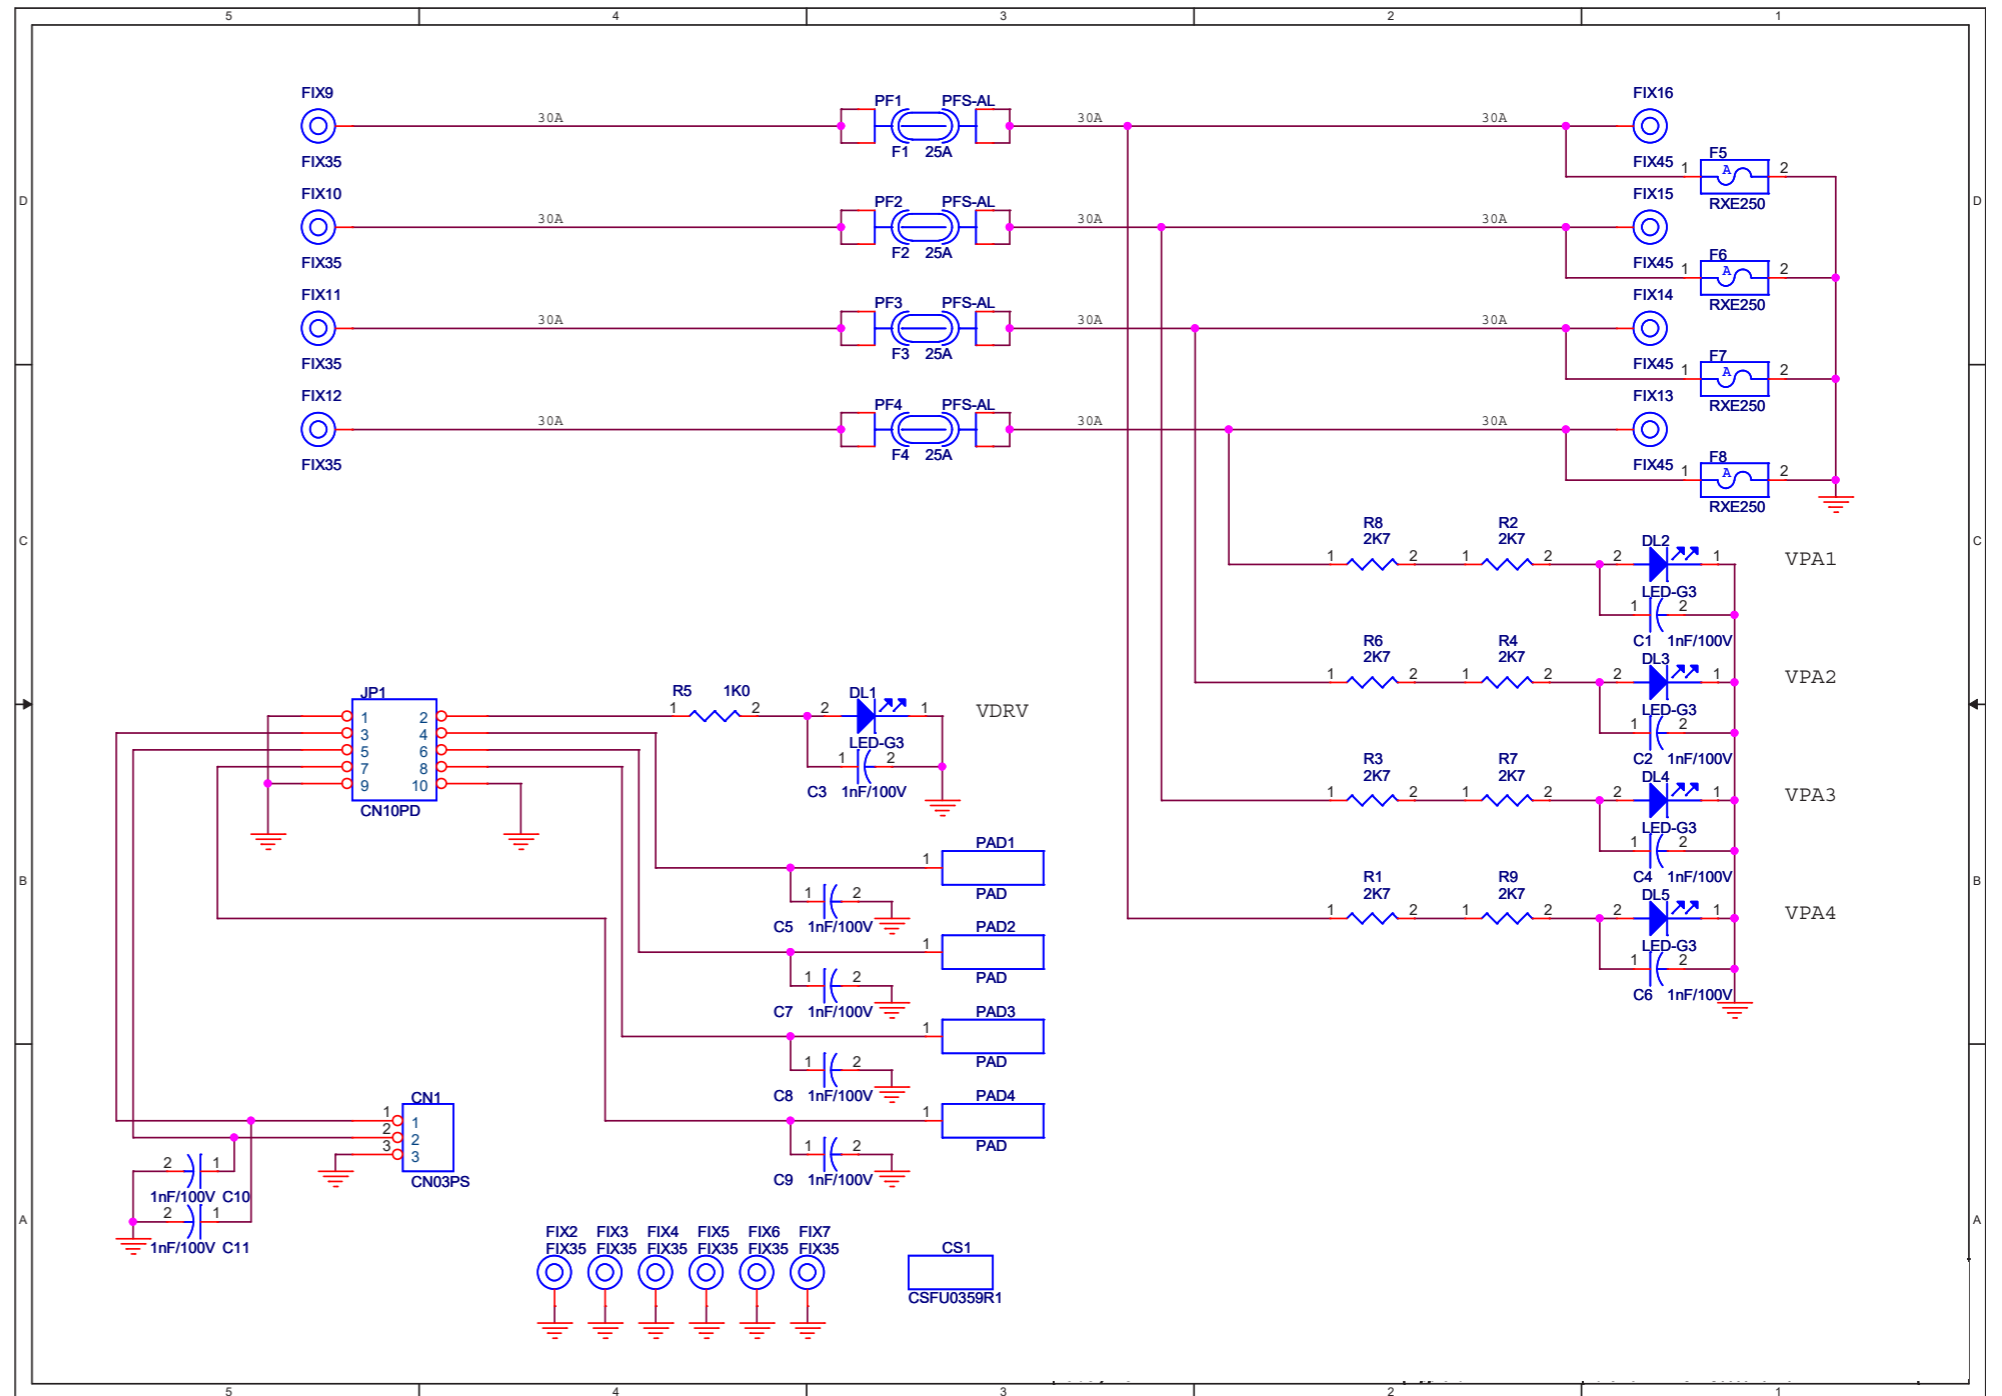 5 4 3 2 1
FIX9 PF1 PFS-AL FIX16
30A 30A 30A
FIX35 F1 25A FIX45 1 F5 2
A
RXE250
FIX10 PF2 PFS-AL FIX15
D D
30A 30A 30A
FIX35 F2 25A FIX45 1 F6 2
A
RXE250
FIX11 PF3 PFS-AL FIX14
30A 30A 30A
FIX35 F3 25A FIX45 1 F7 2
A
RXE250
FIX12 PF4 PFS-AL FIX13
30A 30A 30A
FIX35 F4 25A FIX45 1 F8 2
A
RXE250
R8 R2
2K7 2K7 DL2
C C
1 2 1 2 2 1 VPA1
LED-G3
1 2
C1 1nF/100V
R6 R4
2K7 2K7 DL3
1 2 1 2 2 1 VPA2
LED-G3
1 2
C2 1nF/100V
JP1 R5 1K0 DL1
1 2 2 1 VDRV
LED-G3
1 2
C3 1nF/100V
1 2
3 4
5 6
7 8
9 10
CN10PD
R3 R7
2K7 2K7 DL4
1 2 1 2 2 1 VPA3
LED-G3
1 2
C4 1nF/100V
R1 R9
2K7 2K7 DL5
1 2 1 2 2 1 VPA4
LED-G3
1 2
C6 1nF/100V
B B
PAD1
1
PAD
1 2
C5 1nF/100V
PAD2
1
PAD
1 2
C7 1nF/100V
PAD3
1
PAD
1 2
C8 1nF/100V
PAD4
1
PAD
1 2
C9 1nF/100V
CN1
1 1
2 2
3 3
CN03PS
2 1
1nF/100V C10
2 1
1nF/100V C11
A A
FIX2 FIX3 FIX4 FIX5 FIX6 FIX7
FIX35 FIX35 FIX35 FIX35 FIX35 FIX35
CS1
CSFU0359R1
5 4 3 2 1